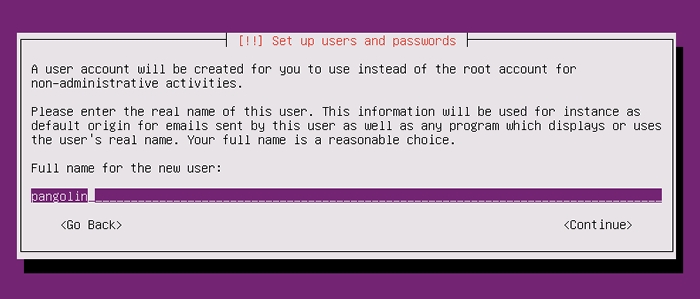 [!!] Set up users and passwords
A user account will be created for you to use instead of the root account for
non-administrative activities.
Please enter the real name of this user. This information will be used for instance as
default origin for emails sent by this user as well as any program which displays or uses
the user's real name. Your full name is a reasonable choice.
Full name for the new user:
pangolin
<Go Back> <Continue>